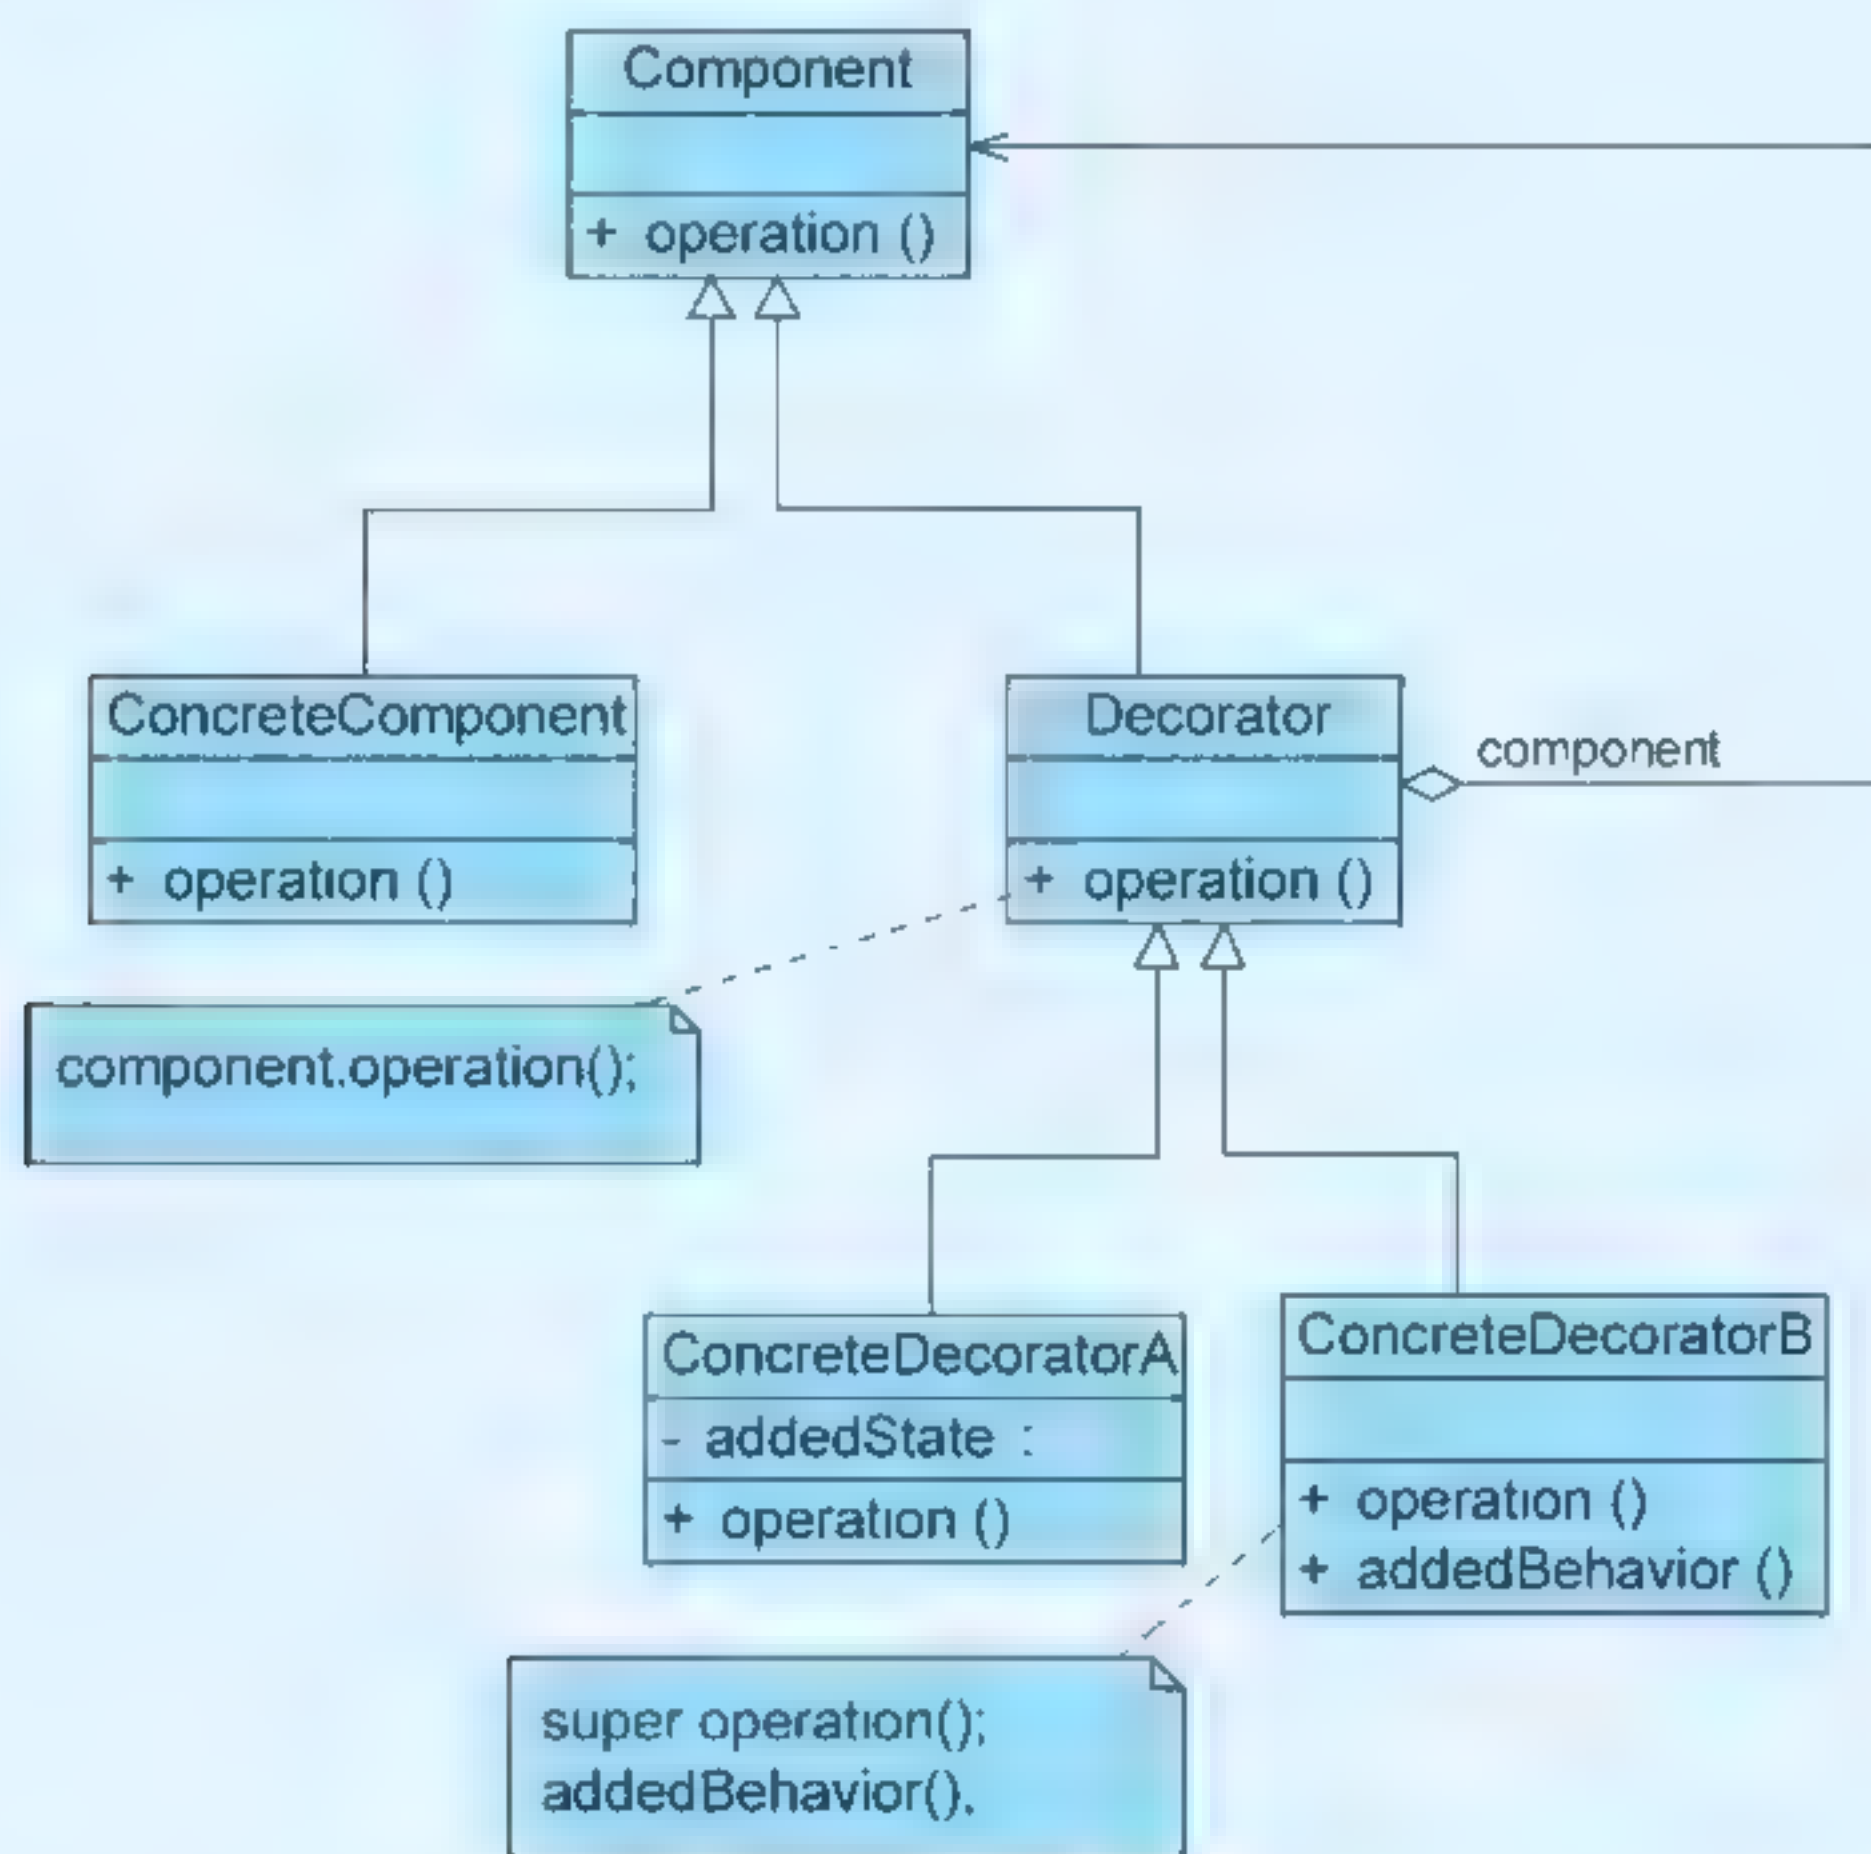 Component
+ operation ()
ConcreteComponent
+ operation ()
Decorator
+ operation ()
component
component.operation();
ConcreteDecoratorA
- addedState :
+ operation ()
ConcreteDecoratorB
+ operation ()
+ addedBehavior ()
super operation();
addedBehavior().